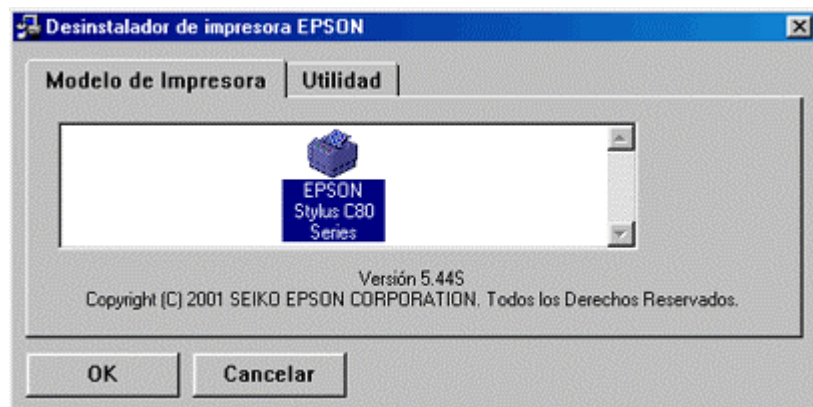 Desinstalador de impresora EPSON
Modelo de Impresora
Utilidad
EPSON
Stylus C80
Series
Versión 5.44S
Copyright (C) 2001 SEIKO EPSON CORPORATION. Todos los Derechos Reservados.
OK
Cancelar